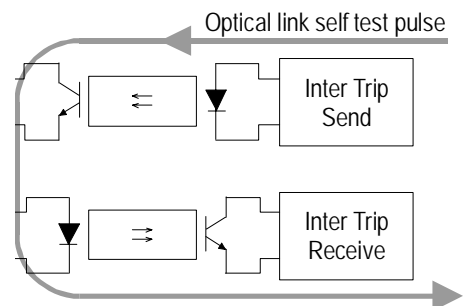 Optical link self test pulse
Inter Trip
Send
Inter Trip
Receive